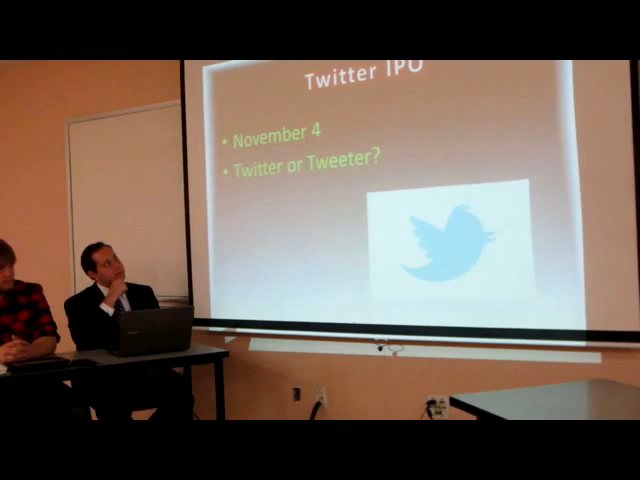 Twitter IPO
• November 4
• Twitter or Tweeter?